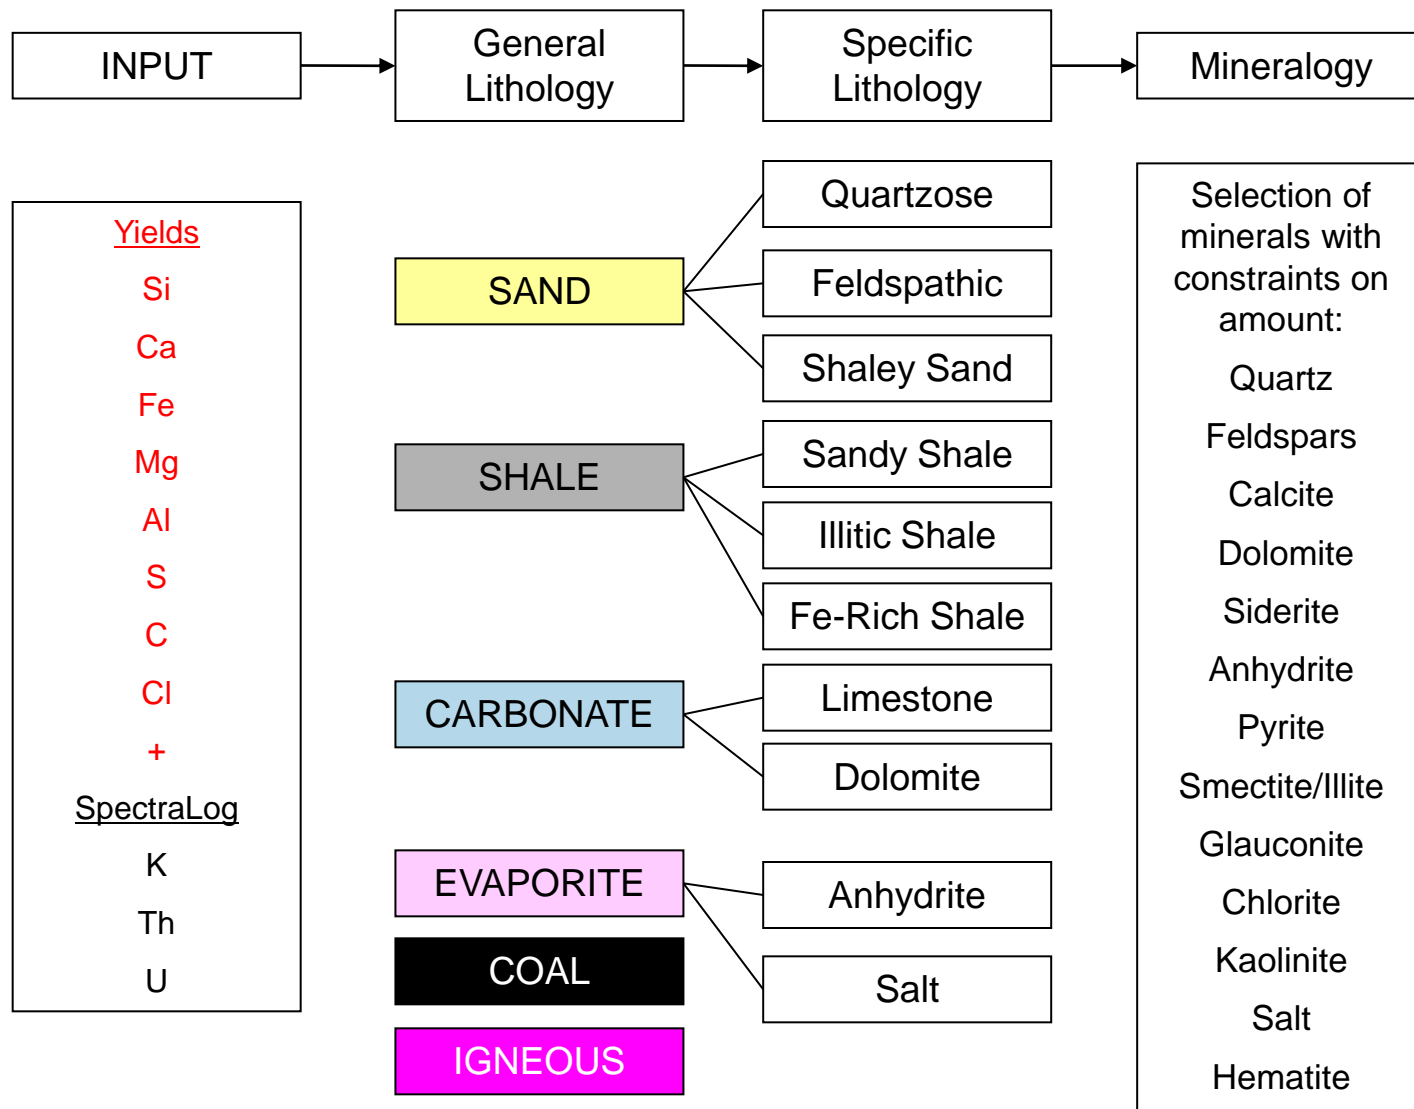 INPUT
General
Lithology
Specific
Lithology
Mineralogy
Yields
Si
Ca
Fe
Mg
Al
S
C
Cl
+
SpectraLog
K
Th
U
SAND
SHALE
CARBONATE
EVAPORITE
COAL
IGNEOUS
Quartzose
Feldspathic
Shaley Sand
Sandy Shale
Illitic Shale
Fe-Rich Shale
Limestone
Dolomite
Anhydrite
Salt
Selection of
minerals with
constraints on
amount:
Quartz
Feldspars
Calcite
Dolomite
Siderite
Anhydrite
Pyrite
Smectite/Illite
Glauconite
Chlorite
Kaolinite
Salt
Hematite